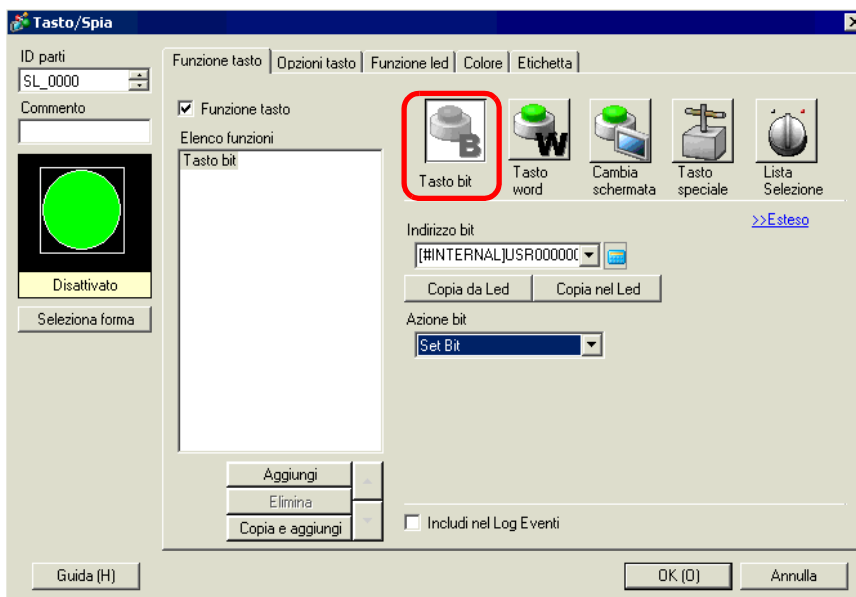 Tasto/Spia
ID parti
SL_0000
Commento
Disattivato
Seleziona forma
Funzione tasto
Opzioni tasto
Funzione led
Colore
Etichetta
Funzione tasto
Elenco funzioni
Tasto bit
Aggiungi
Elimina
Copia e aggiungi
B
Tasto bit
W
Tasto
word
Cambia
schermata
Tasto
speciale
Lista
Selezione
>>Esteso
Indirizzo bit
[#INTERNAL]USR000000
Copia da Led
Copia nel Led
Azione bit
Set Bit
Includi nel Log Eventi
Guida (H)
OK (O)
Annulla